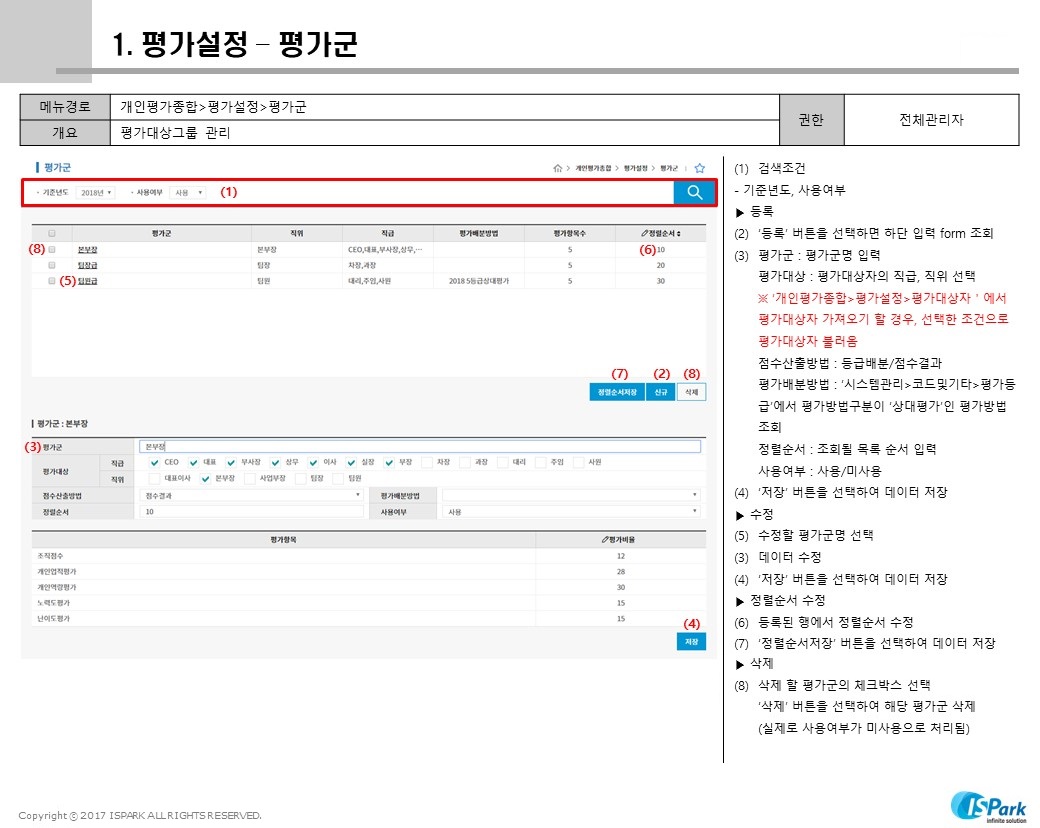 1. 평가설정 – 평가군
메뉴경로 개인평가종합>평가설정>평가군 권한 전체관리자
개요 평가대상그룹 관리
평가군
개인평가종합 > 평가설정 > 평가군
기준년도 2018년 사용여부 사용 (1)
평가군 직위 직급 평가배분방법 평가항목수 정렬순서
(8) 본부장 본부장 CEO,대표,부사장,상무,… 5 (6) 10
팀장급 팀장 차장,과장 5 20
(5) 팀원급 팀원 대리,주임,사원 2018 5등급상대평가 5 30
(7) (2) (8)
정렬순서저장 신규 삭제
평가군 : 본부장
(3) 평가군 본부장
평가대상 직급 CEO 대표 부사장 상무 이사 실장 부장 차장 과장 대리 주임 사원
직위 대표이사 본부장 사업부장 팀장 팀원
점수산출방법 점수결과 평가배분방법
정렬순서 10 사용여부 사용
평가항목 평가비율
조직점수 12
개인업적평가 28
개인역량평가 30
노력도평가 15
난이도평가 15
(4)
저장
(1) 검색조건
- 기준년도, 사용여부
▶ 등록
(2) ‘등록’ 버튼을 선택하면 하단 입력 form 조회
(3) 평가군 : 평가군명 입력
평가대상 : 평가대상자의 직급, 직위 선택
※ ‘개인평가종합>평가설정>평가대상자 ’ 에서
평가대상자 가져오기 할 경우, 선택한 조건으로
평가대상자 불러옴
점수산출방법 : 등급배분/점수결과
평가배분방법 : ‘시스템관리>코드및기타>평가등
급’에서 평가방법구분이 ‘상대평가’인 평가방법
조회
정렬순서 : 조회될 목록 순서 입력
사용여부 : 사용/미사용
(4) ‘저장’ 버튼을 선택하여 데이터 저장
▶ 수정
(5) 수정할 평가군명 선택
(3) 데이터 수정
(4) ‘저장’ 버튼을 선택하여 데이터 저장
▶ 정렬순서 수정
(6) 등록된 행에서 정렬순서 수정
(7) ‘정렬순서저장’ 버튼을 선택하여 데이터 저장
▶ 삭제
(8) 삭제 할 평가군의 체크박스 선택
‘삭제’ 버튼을 선택하여 해당 평가군 삭제
(실제로 사용여부가 미사용으로 처리됨)
Copyright ⓒ 2017 ISPARK ALL RIGHTS RESERVED.
ISPark
infinite solution